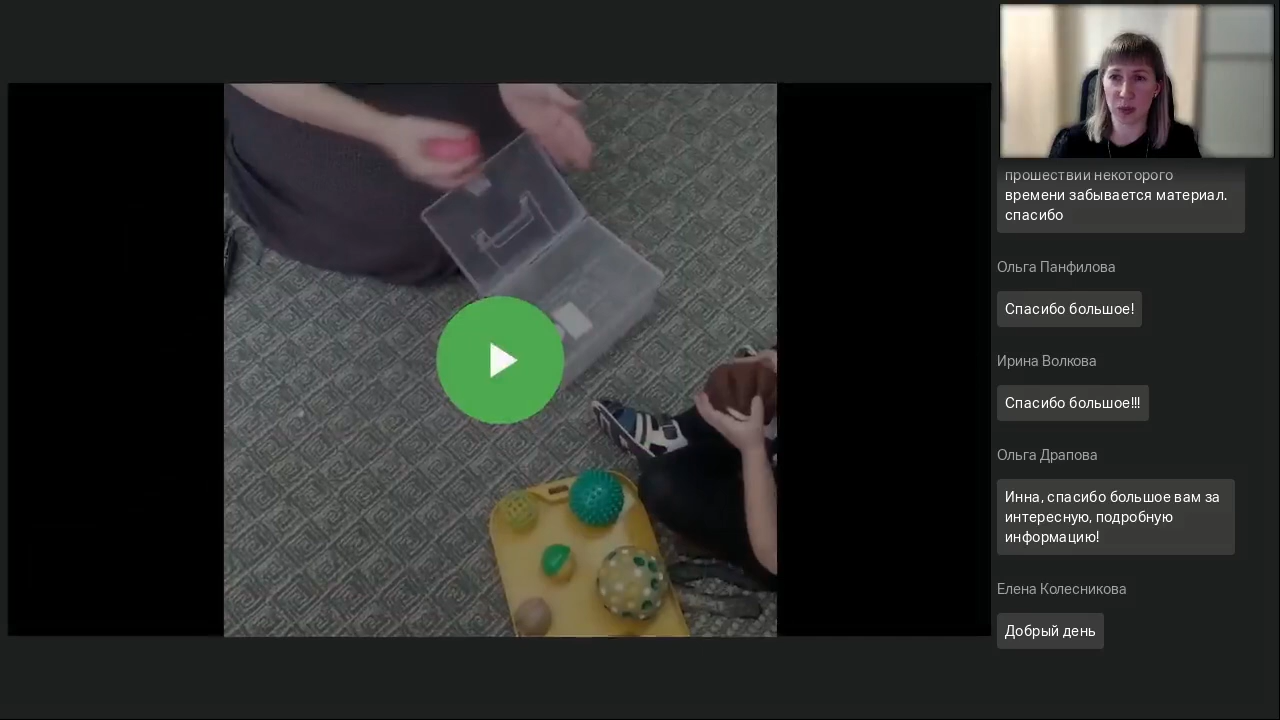 прошествии некоторого
времени забывается материал.
спасибо
Ольга Панфилова
Спасибо большое!
Ирина Волкова
Спасибо большое!!!
Ольга Драпова
Инна, спасибо большое вам за
интересную, подробную
информацию!
Елена Колесникова
Добрый день